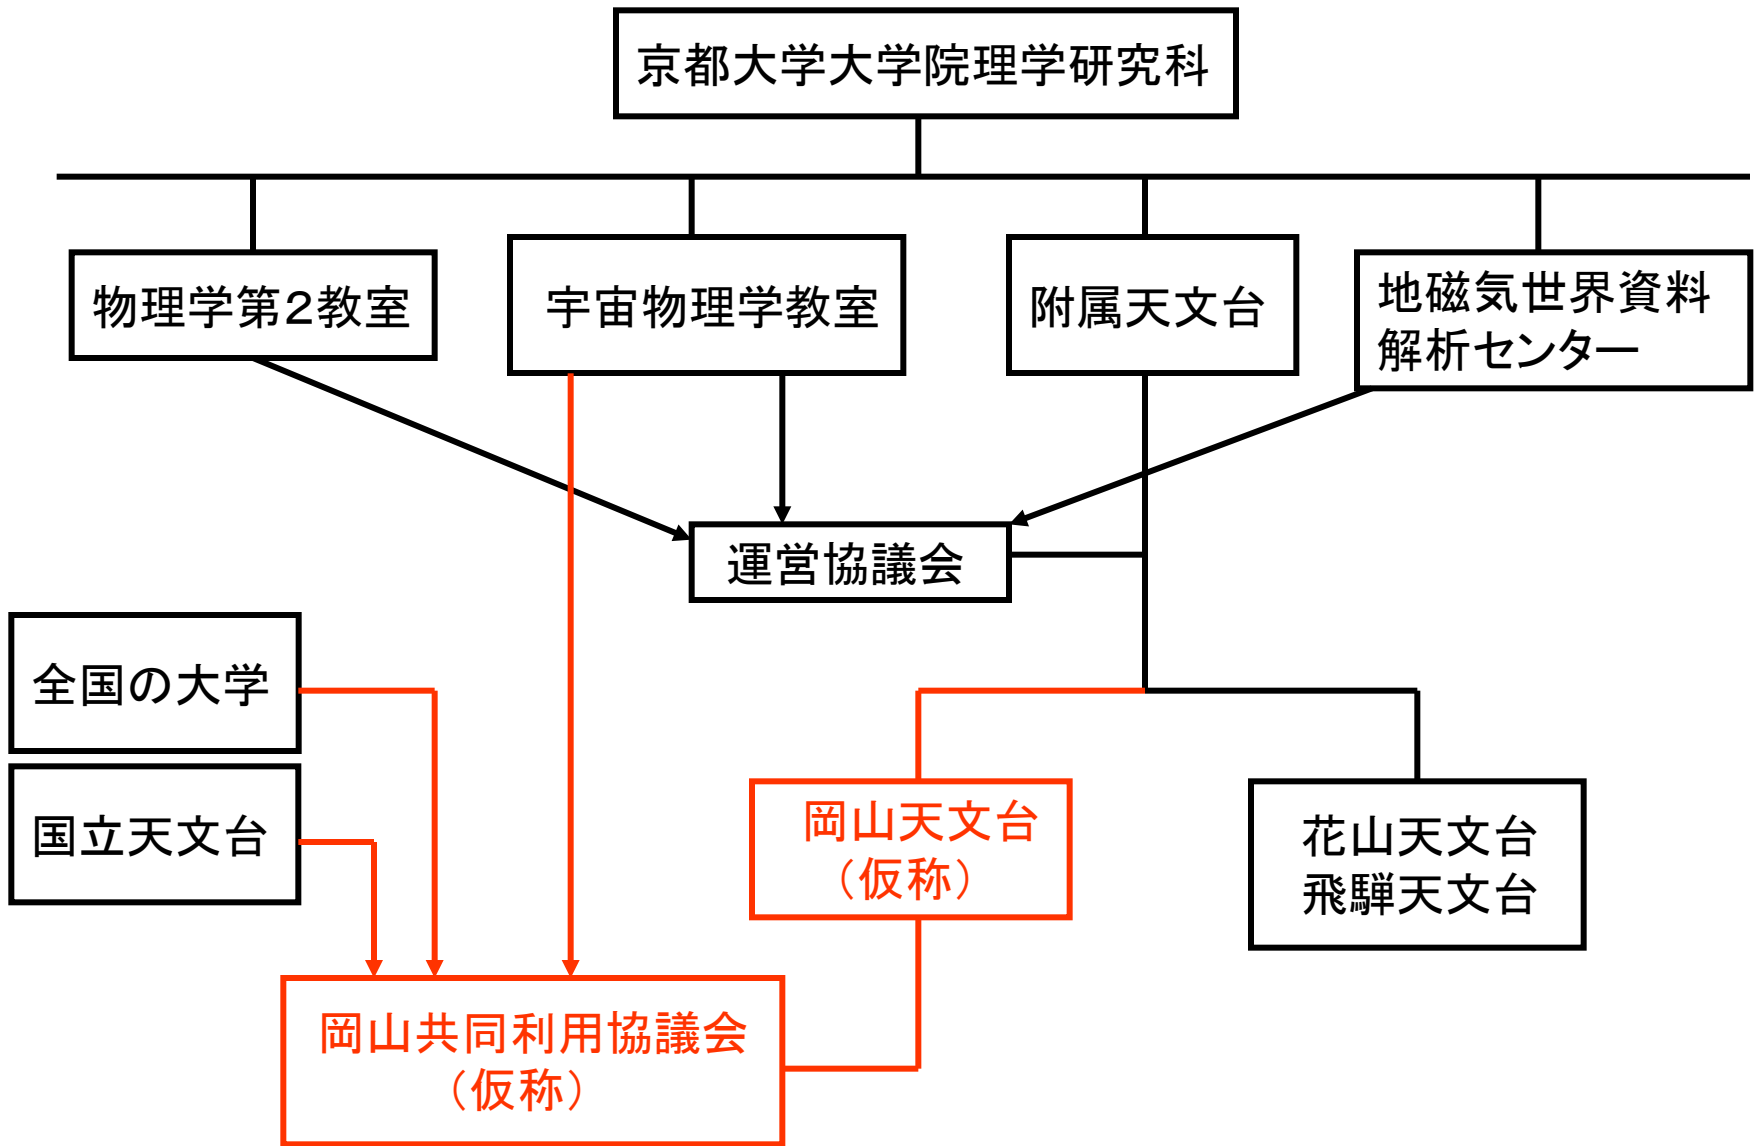 京都大学大学院理学研究科
物理学第2教室
宇宙物理学教室
附属天文台
地磁気世界資料
解析センター
運営協議会
全国の大学
国立天文台
岡山天文台
（仮称）
花山天文台
飛騨天文台
岡山共同利用協議会
（仮称）